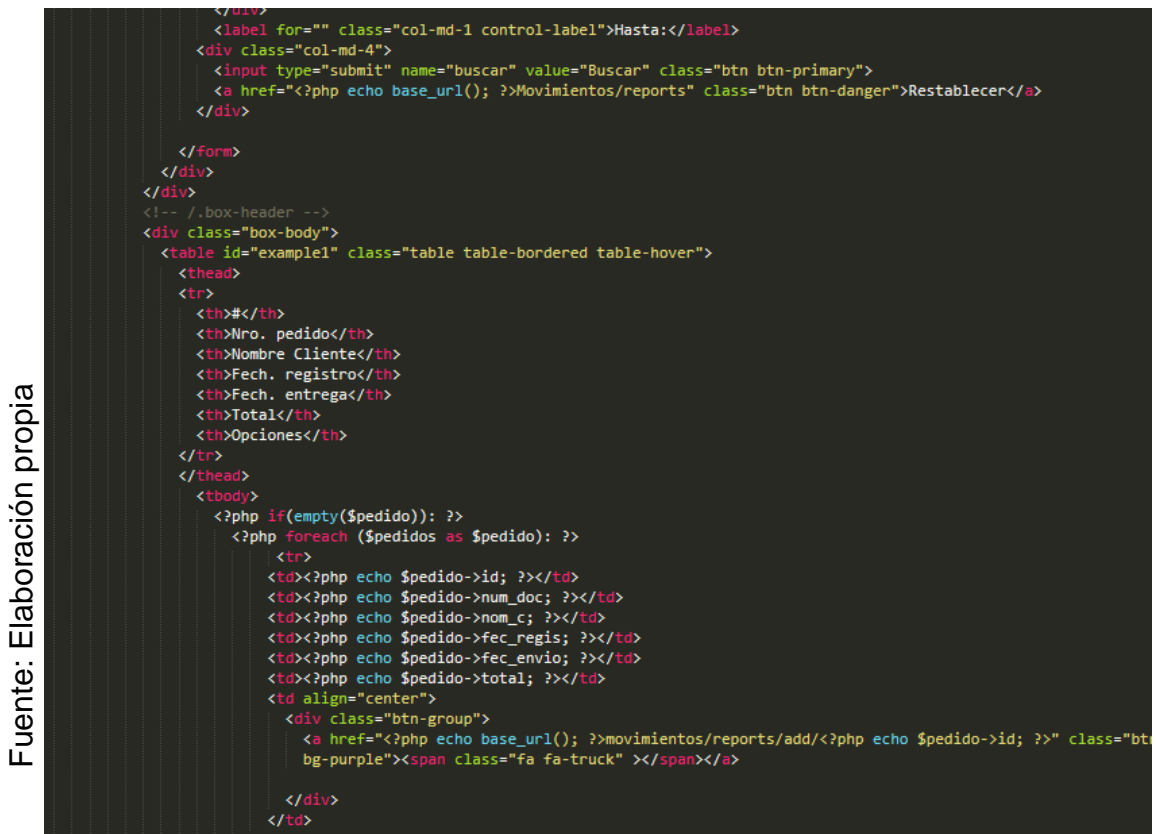 </div>
<label for="" class="col-md-1 control-label">Hasta:</label>
<div class="col-md-4">
<input type="submit" name="buscar" value="Buscar" class="btn btn-primary">
<a href="<?php echo base_url(); ?>Movimientos/reports" class="btn btn-danger">Restablecer</a>
</div>
</form>
</div>
</div>
<!-- /.box-header -->
<div class="box-body">
<table id="example1" class="table table-bordered table-hover">
<thead>
<tr>
<th>#</th>
<th>Nro. pedido</th>
<th>Nombre Cliente</th>
<th>Fech. registro</th>
<th>Fech. entrega</th>
<th>Total</th>
<th>Opciones</th>
</tr>
</thead>
<tbody>
<?php if(empty($pedido)): ?>
<?php foreach ($pedidos as $pedido): ?>
<tr>
<td><?php echo $pedido->id; ?></td>
<td><?php echo $pedido->num_doc; ?></td>
<td><?php echo $pedido->nom_c; ?></td>
<td><?php echo $pedido->fec_regis; ?></td>
<td><?php echo $pedido->fec_envio; ?></td>
<td><?php echo $pedido->total; ?></td>
<td align="center">
<div class="btn-group">
<a href="<?php echo base_url(); ?>movimientos/reports/add/<?php echo $pedido->id; ?>" class="btn
bg-purple"><span class="fa fa-truck" ></span></a>
</div>
</td>
Fuente: Elaboración propia